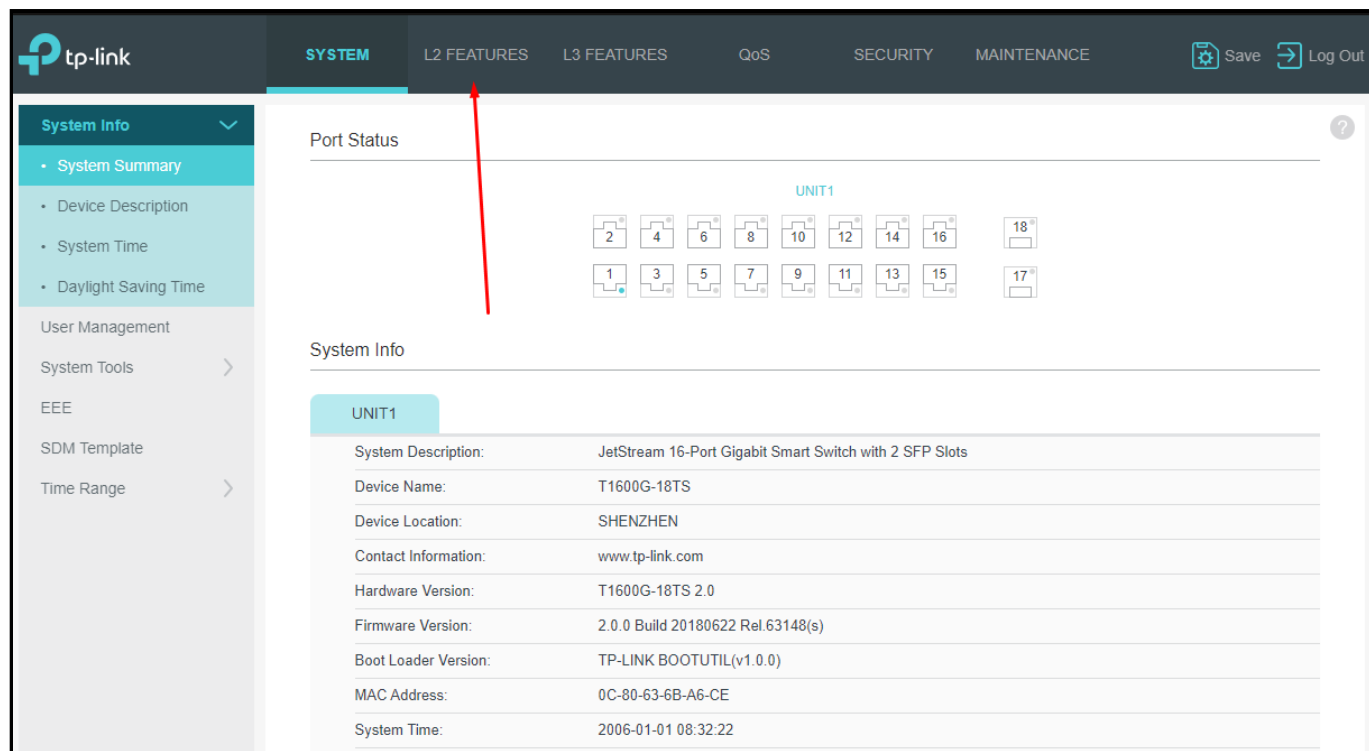 tp-link
SYSTEM L2 FEATURES L3 FEATURES QoS SECURITY MAINTENANCE Save Log Out
System Info
• System Summary
• Device Description
• System Time
• Daylight Saving Time
User Management
System Tools
EEE
SDM Template
Time Range
Port Status
?
UNIT1
2 4 6 8 10 12 14 16 18
1 3 5 7 9 11 13 15 17
System Info
UNIT1
System Description: JetStream 16-Port Gigabit Smart Switch with 2 SFP Slots
Device Name: T1600G-18TS
Device Location: SHENZHEN
Contact Information: www.tp-link.com
Hardware Version: T1600G-18TS 2.0
Firmware Version: 2.0.0 Build 20180622 Rel.63148(s)
Boot Loader Version: TP-LINK BOOTUTIL(v1.0.0)
MAC Address: 0C-80-63-6B-A6-CE
System Time: 2006-01-01 08:32:22